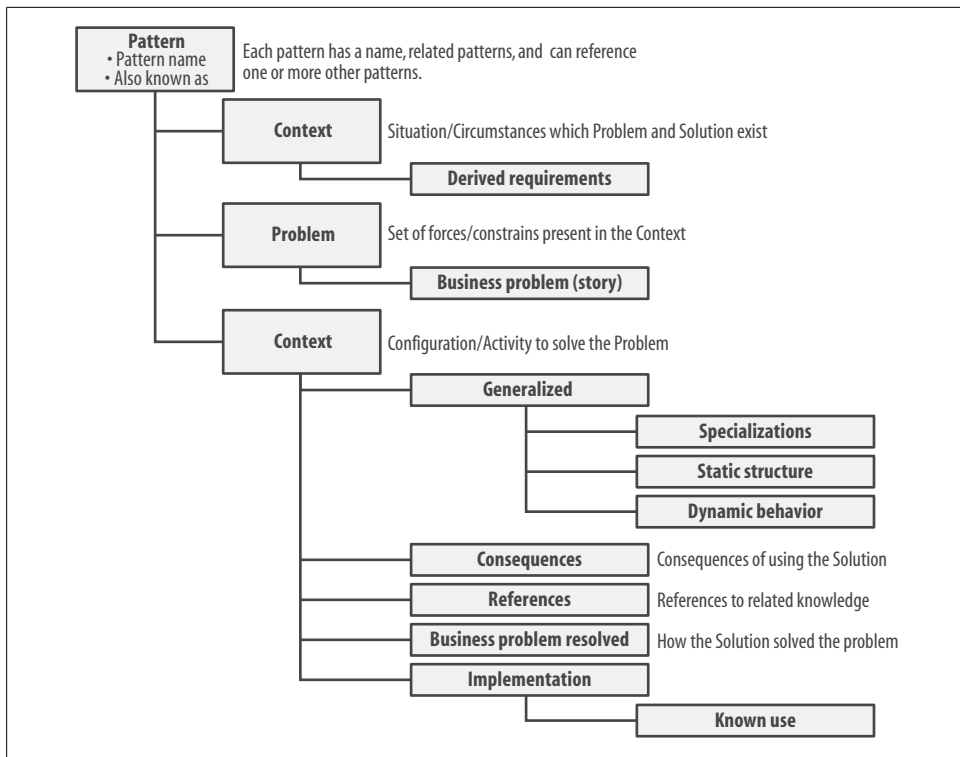 Pattern
• Pattern name
• Also known as
Each pattern has a name, related patterns, and can reference
one or more other patterns.
Context
Situation/Circumstances which Problem and Solution exist
Derived requirements
Problem
Set of forces/constrains present in the Context
Business problem (story)
Context
Configuration/Activity to solve the Problem
Generalized
Specializations
Static structure
Dynamic behavior
Consequences
Consequences of using the Solution
References
References to related knowledge
Business problem resolved
How the Solution solved the problem
Implementation
Known use